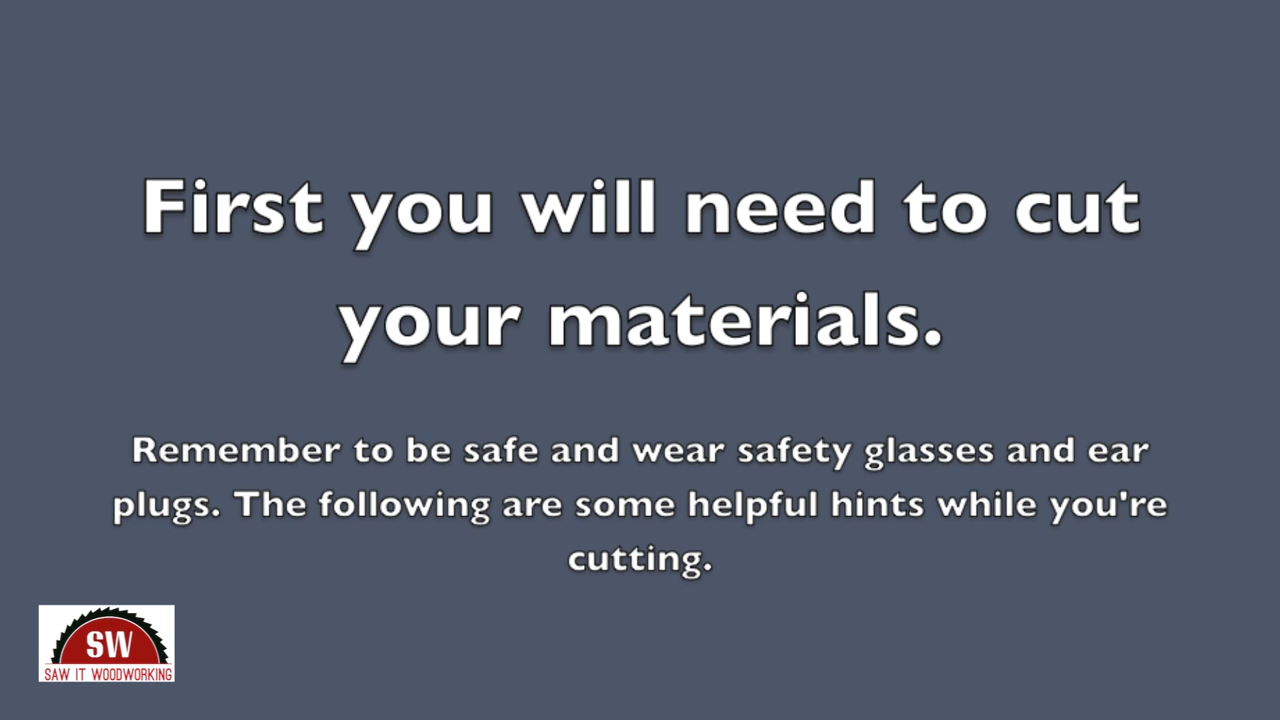 First you will need to cut
your materials.
Remember to be safe and wear safety glasses and ear
plugs. The following are some helpful hints while you're
cutting.
SW
SAW IT WOODWORKING